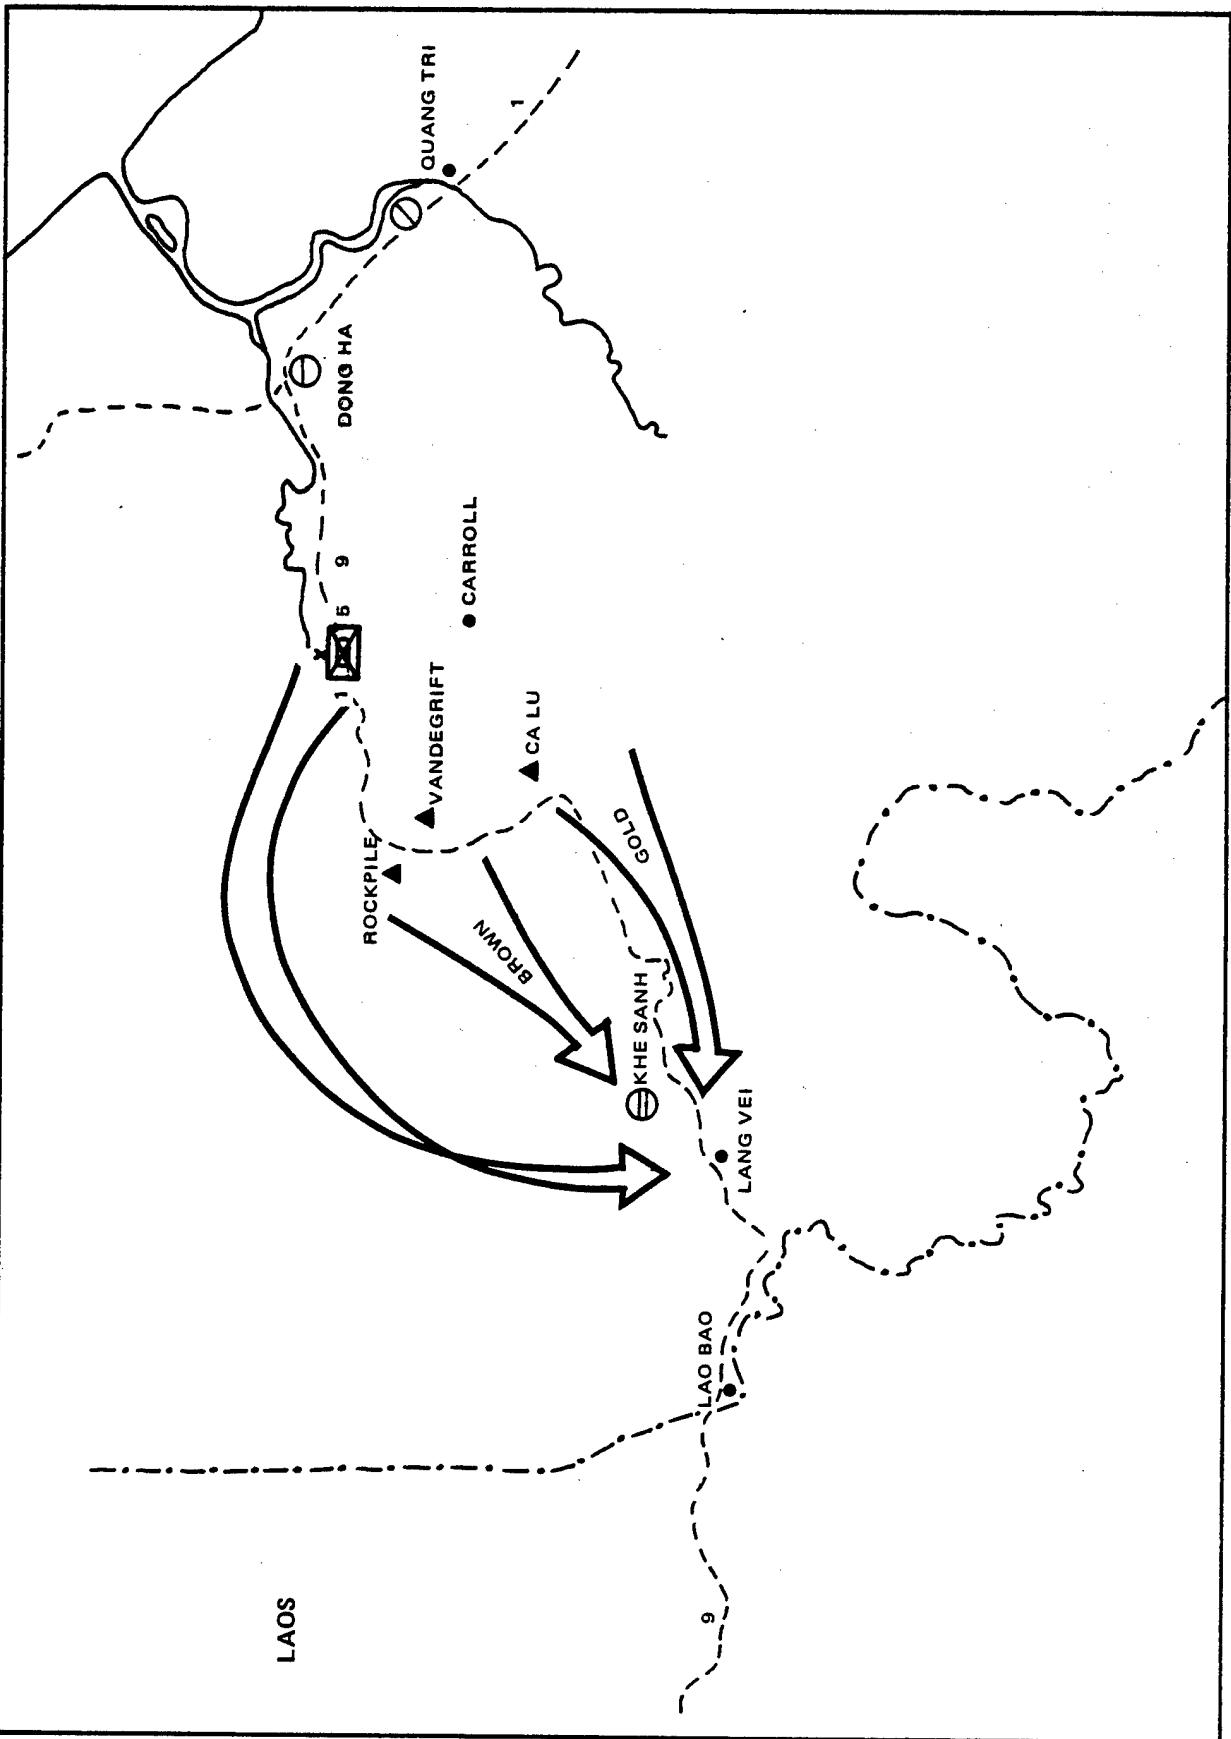 LAOS
9
LAO BAO
LANG VEI
KHE SANH
BROWN
GOLD
ROCKPILE
VANDEGRIFT
CA LU
1
5
9
CARROLL
DONG HA
QUANG TRI
1